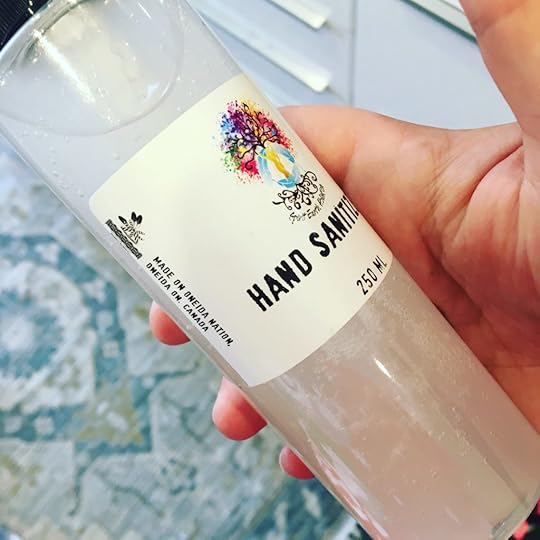 HAND SANITI
250 ML
MADE ON ONEIDA NATION,
ONEIDA ON, CANADA